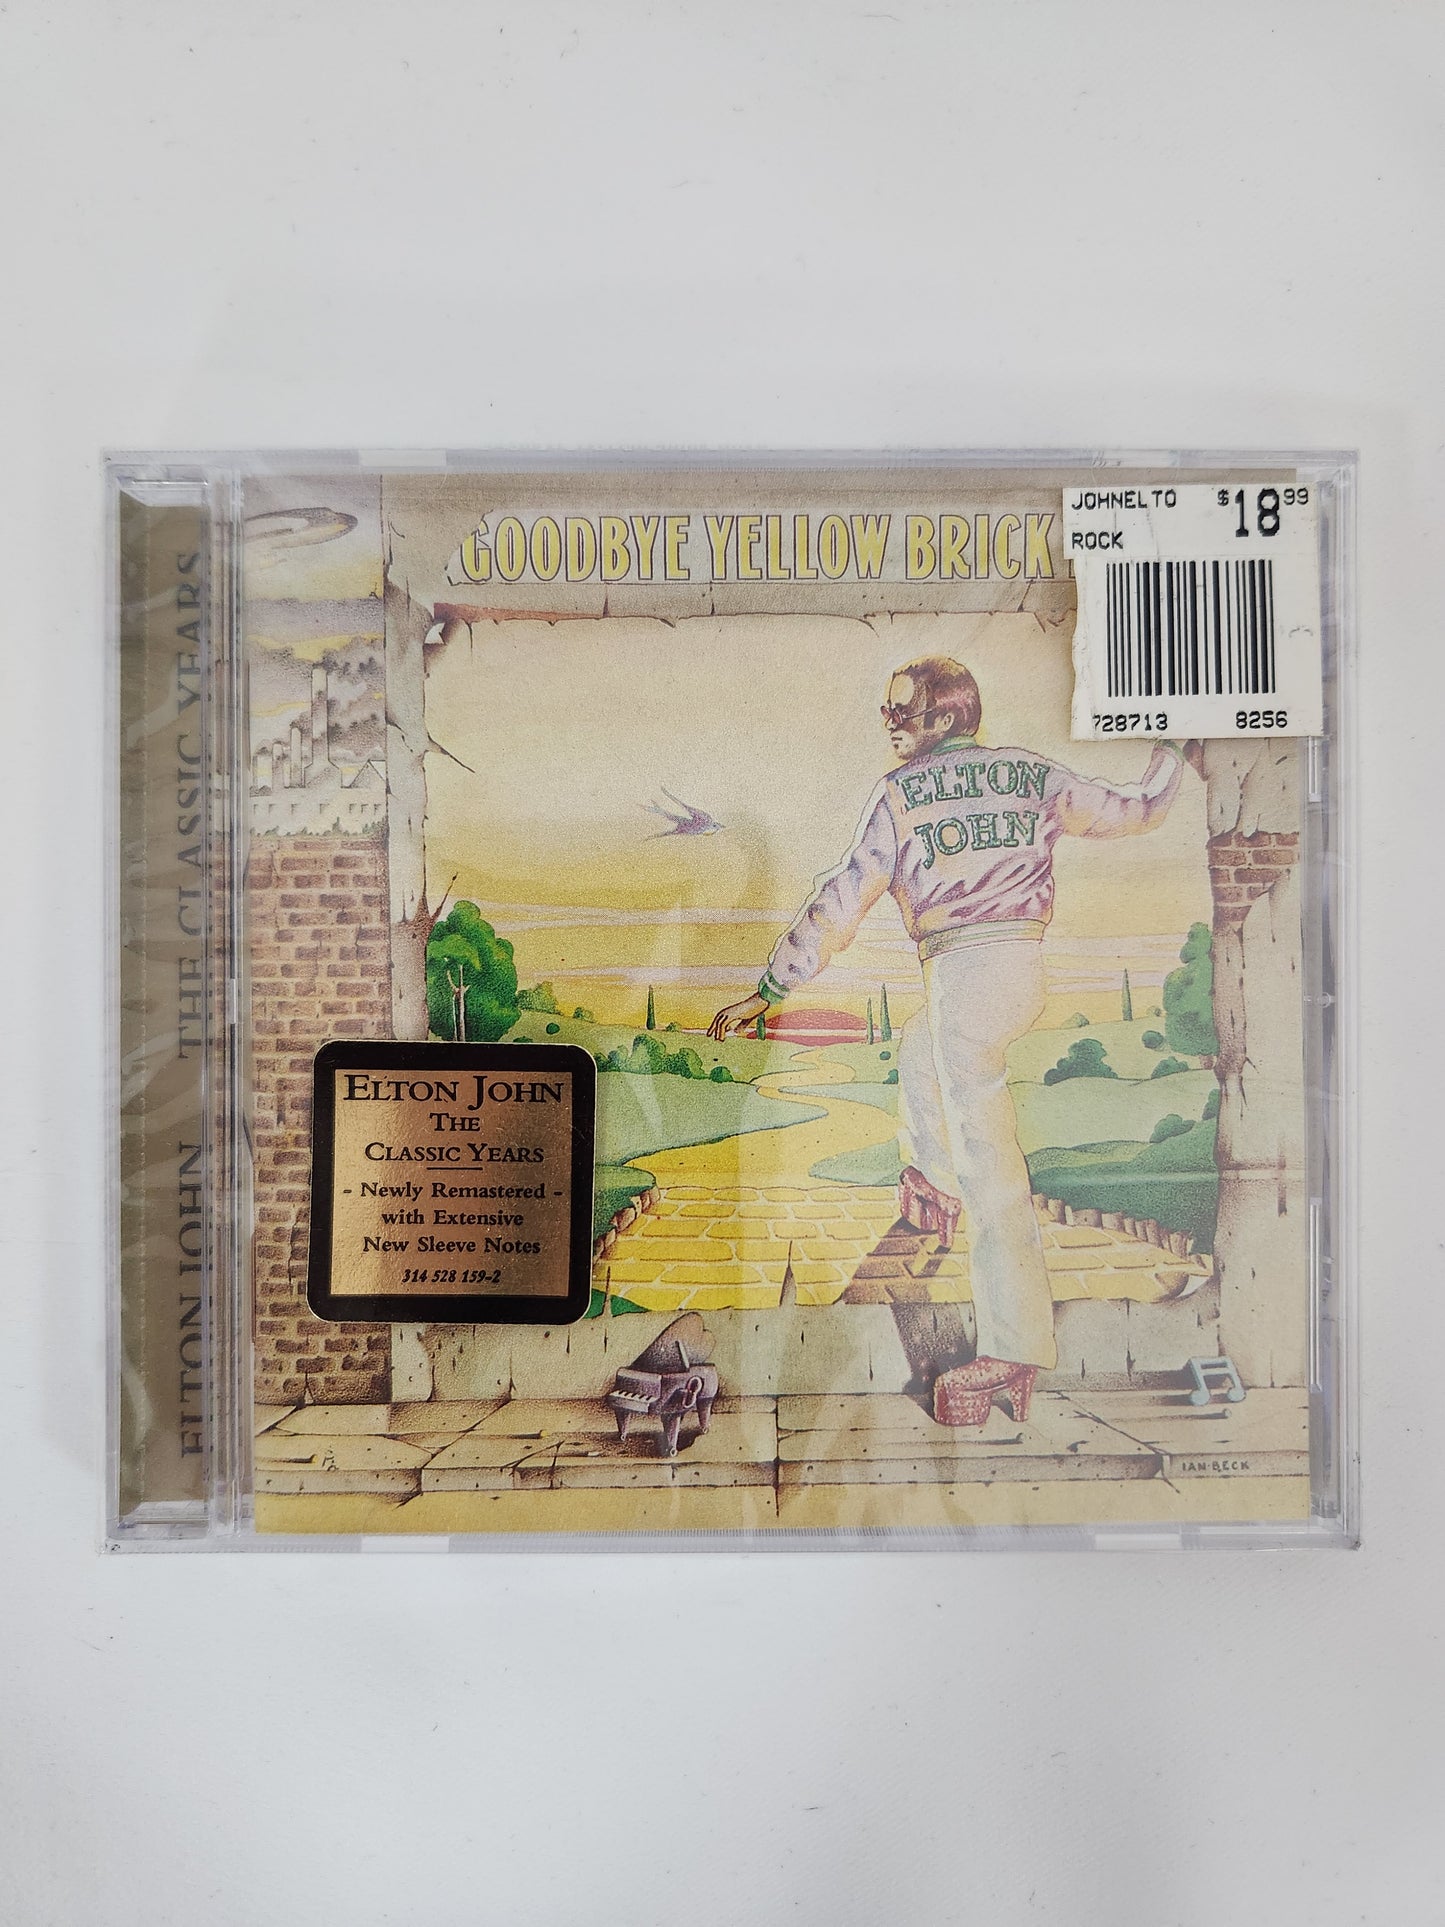 GOODBYE YELLOW BRICK
JOHNELTO $18.99
ROCK
728713 8256
ELTON
JOHN
ELTON JOHN THE CLASSIC YEARS
ELTON JOHN
THE
CLASSIC YEARS
- Newly Remastered -
with Extensive
New Sleeve Notes
314 528 159-2
IAN·BECK